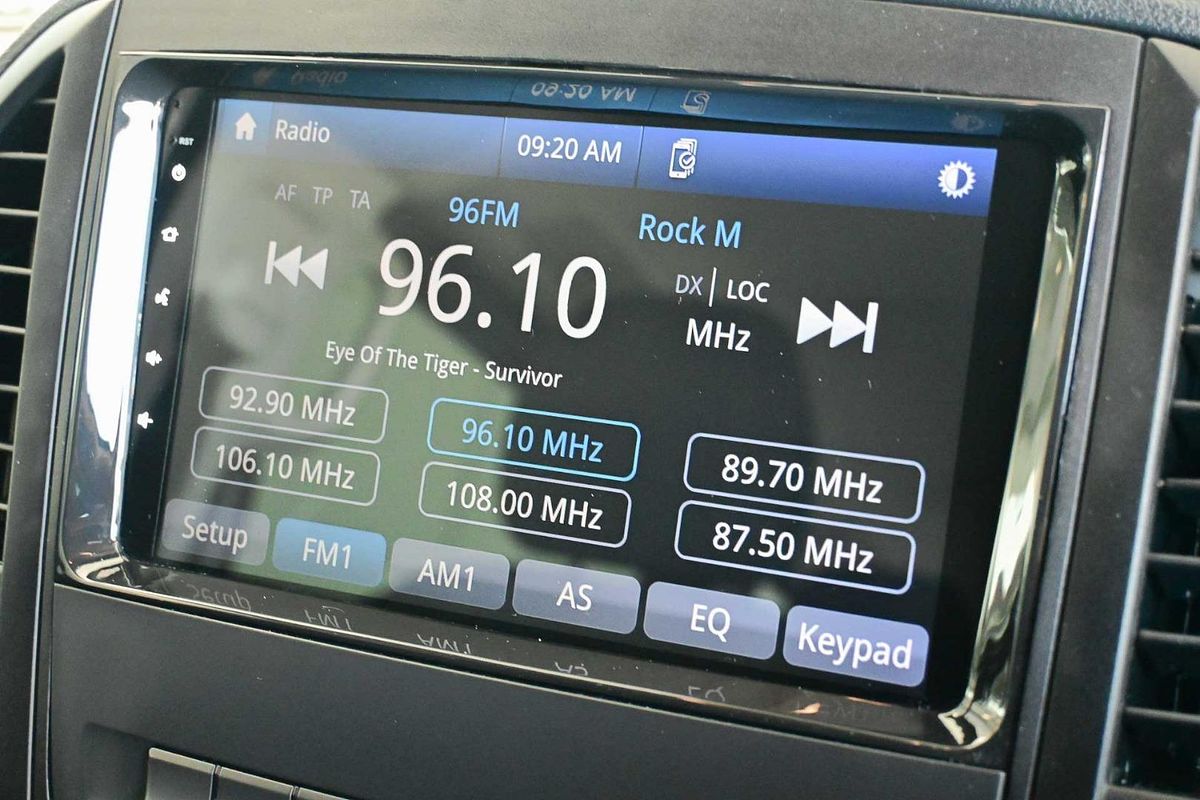 RST
Radio
09:20 AM
AF TP TA
96FM
Rock M
96.10
DX | LOC
MHz
Eye Of The Tiger - Survivor
92.90 MHz
96.10 MHz
89.70 MHz
106.10 MHz
108.00 MHz
87.50 MHz
Setup
FM1
AM1
AS
EQ
Keypad